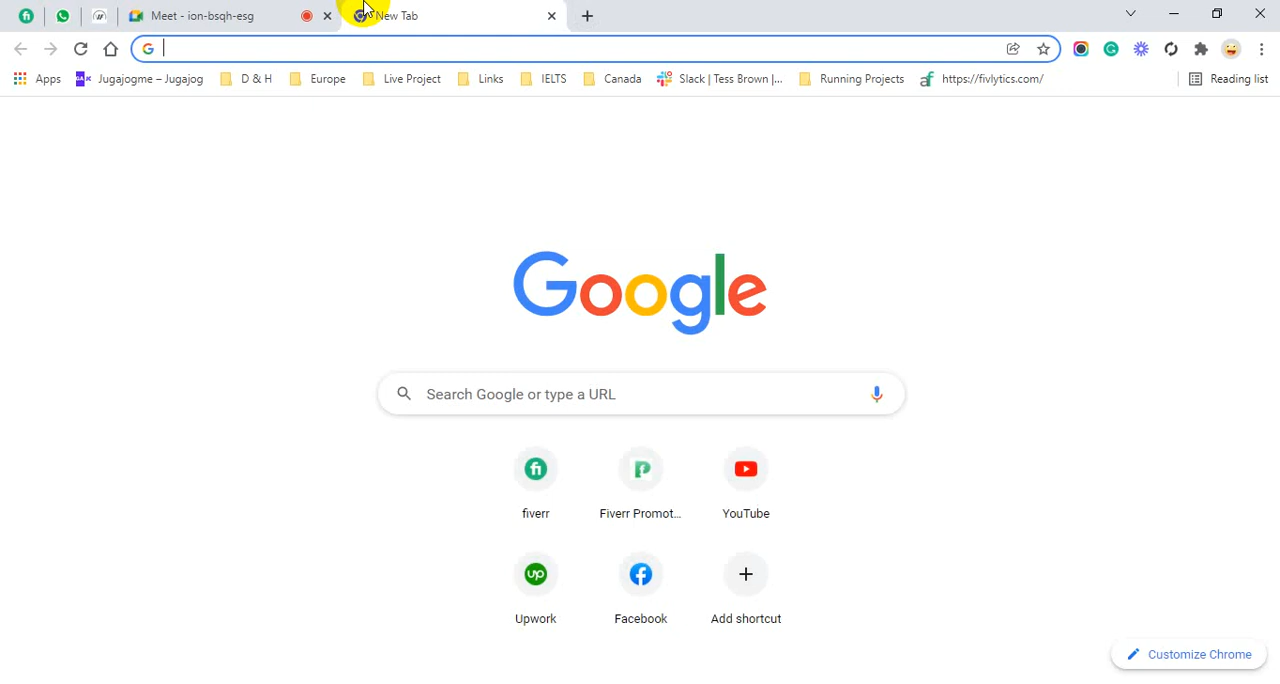 Meet - ion-bsqh-esg
New Tab
Apps
Jugajogme – Jugajog
D & H
Europe
Live Project
Links
IELTS
Canada
Slack | Tess Brown |...
Running Projects
https://fivlytics.com/
Reading list
Google
Search Google or type a URL
fiverr
Fiverr Promot...
YouTube
up
Upwork
Facebook
Add shortcut
Customize Chrome